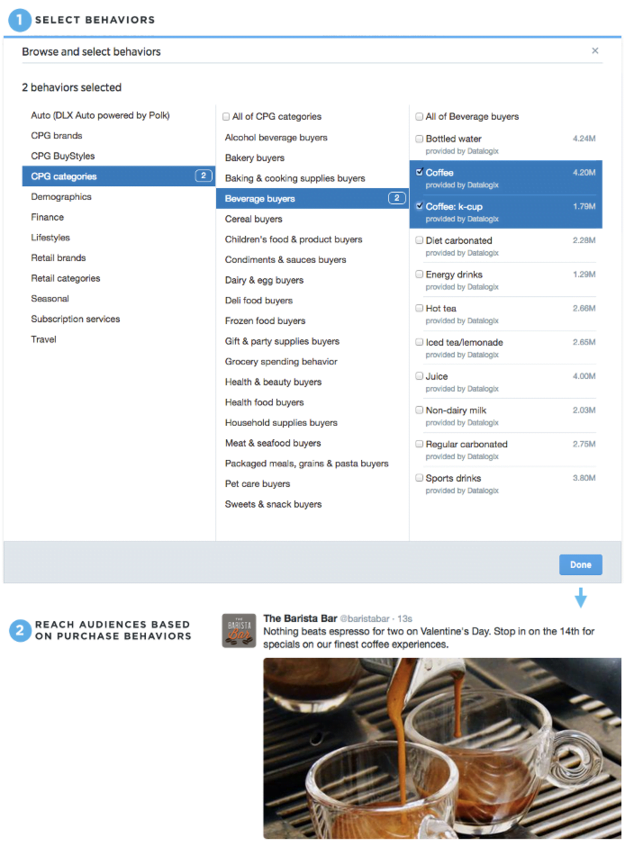 1 SELECT BEHAVIORS
Browse and select behaviors ×
2 behaviors selected
Auto (DLX Auto powered by Polk)
CPG brands
CPG BuyStyles
CPG categories 2
Demographics
Finance
Lifestyles
Retail brands
Retail categories
Seasonal
Subscription services
Travel
All of CPG categories
Alcohol beverage buyers
Bakery buyers
Baking & cooking supplies buyers
Beverage buyers 2
Cereal buyers
Children's food & product buyers
Condiments & sauces buyers
Dairy & egg buyers
Deli food buyers
Frozen food buyers
Gift & party supplies buyers
Grocery spending behavior
Health & beauty buyers
Health food buyers
Household supplies buyers
Meat & seafood buyers
Packaged meals, grains & pasta buyers
Pet care buyers
Sweets & snack buyers
All of Beverage buyers
Bottled water 4.24M
provided by Datalogix
Coffee 4.20M
provided by Datalogix
Coffee: k-cup 1.79M
provided by Datalogix
Diet carbonated 2.28M
provided by Datalogix
Energy drinks 1.29M
provided by Datalogix
Hot tea 2.66M
provided by Datalogix
Iced tea/lemonade 2.65M
provided by Datalogix
Juice 4.00M
provided by Datalogix
Non-dairy milk 2.03M
provided by Datalogix
Regular carbonated 2.75M
provided by Datalogix
Sports drinks 3.80M
provided by Datalogix
Done
2 REACH AUDIENCES BASED
ON PURCHASE BEHAVIORS
THE
BARISTA
Bar
The Barista Bar @baristabar · 13s
Nothing beats espresso for two on Valentine's Day. Stop in on the 14th for
specials on our finest coffee experiences.